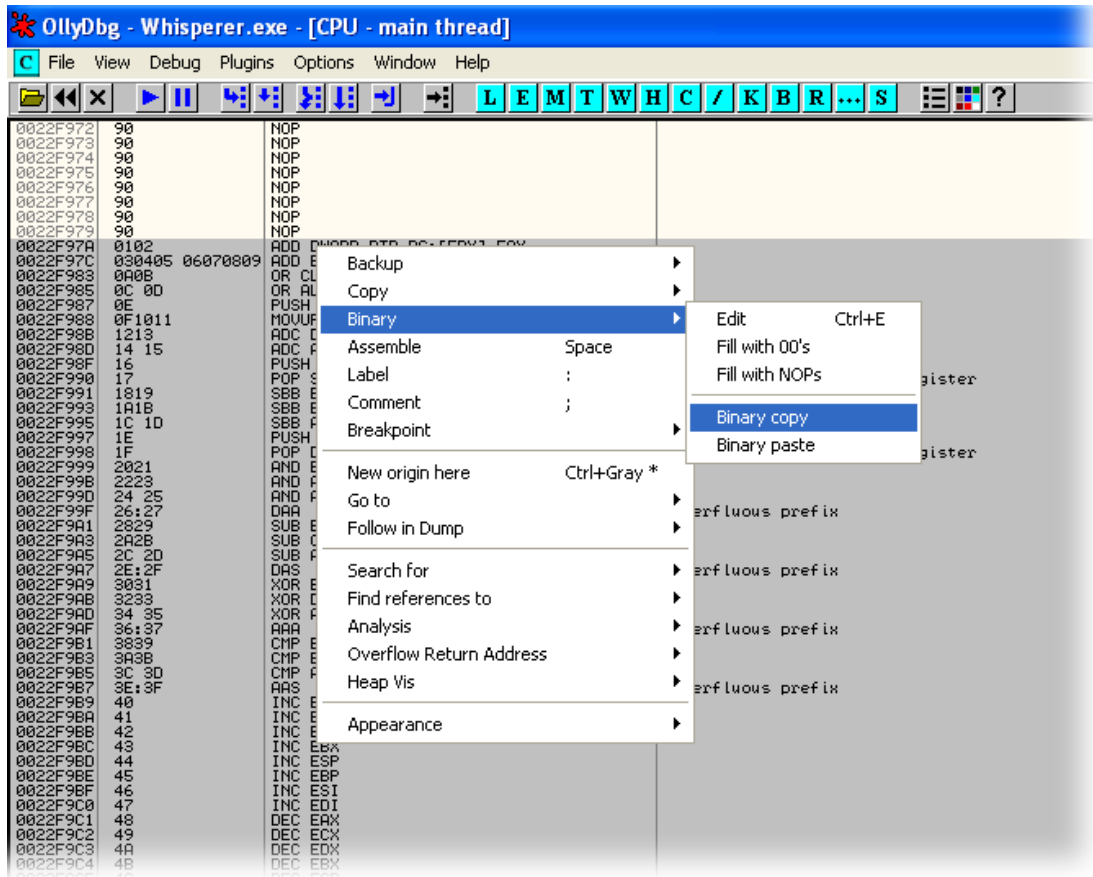 OllyDbg - Whisperer.exe - [CPU - main thread]
C File View Debug Plugins Options Window Help
L E M T W H C / K B R ... S ?
0022F972 90 NOP
0022F973 90 NOP
0022F974 90 NOP
0022F975 90 NOP
0022F976 90 NOP
0022F977 90 NOP
0022F978 90 NOP
0022F979 90 NOP
0022F97A 0102 ADD DWORD PTR DS:[EDX],EAX
0022F97C 030405 06070809 ADD E
0022F983 0A0B OR CL
0022F985 0C 0D OR AL
0022F987 0E PUSH
0022F988 0F1011 MOVUP
0022F98B 1213 ADC D
0022F98D 14 15 ADC A
0022F98F 16 PUSH
0022F990 17 POP S gister
0022F991 1819 SBB B
0022F993 1A1B SBB B
0022F995 1C 1D SBB A
0022F997 1E PUSH
0022F998 1F POP D gister
0022F999 2021 AND B
0022F99B 2223 AND A
0022F99D 24 25 AND A
0022F99F 26:27 DAA erfluous prefix
0022F9A1 2829 SUB B
0022F9A3 2A2B SUB C
0022F9A5 2C 2D SUB A
0022F9A7 2E:2F DAS erfluous prefix
0022F9A9 3031 XOR B
0022F9AB 3233 XOR D
0022F9AD 34 35 XOR A
0022F9AF 36:37 AAA erfluous prefix
0022F9B1 3839 CMP B
0022F9B3 3A3B CMP B
0022F9B5 3C 3D CMP A
0022F9B7 3E:3F AAS erfluous prefix
0022F9B9 40 INC E
0022F9BA 41 INC E
0022F9BB 42 INC E
0022F9BC 43 INC EBX
0022F9BD 44 INC ESP
0022F9BE 45 INC EBP
0022F9BF 46 INC ESI
0022F9C0 47 INC EDI
0022F9C1 48 DEC EAX
0022F9C2 49 DEC ECX
0022F9C3 4A DEC EDX
0022F9C4 4B DEC EBX
Backup
Copy
Binary
Assemble Space
Label :
Comment ;
Breakpoint
New origin here Ctrl+Gray *
Go to
Follow in Dump
Search for
Find references to
Analysis
Overflow Return Address
Heap Vis
Appearance
Edit Ctrl+E
Fill with 00's
Fill with NOPs
Binary copy
Binary paste